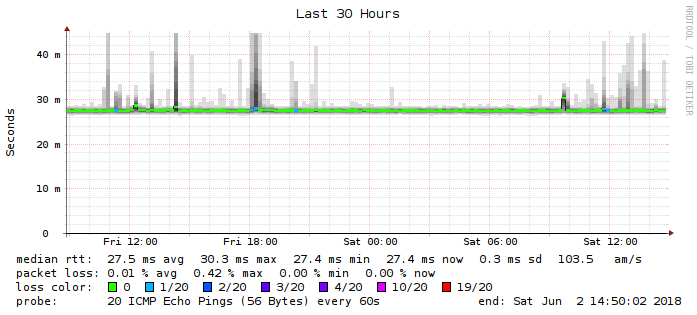 Last 30 Hours
RRDTOOL / TOBI OETIKER
Seconds
40 m
30 m
20 m
10 m
0
Fri 12:00 Fri 18:00 Sat 00:00 Sat 06:00 Sat 12:00
median rtt: 27.5 ms avg 30.3 ms max 27.4 ms min 27.4 ms now 0.3 ms sd 103.5 am/s
packet loss: 0.01 % avg 0.42 % max 0.00 % min 0.00 % now
loss color: 0 1/20 2/20 3/20 4/20 10/20 19/20
probe: 20 ICMP Echo Pings (56 Bytes) every 60s end: Sat Jun 2 14:50:02 2018